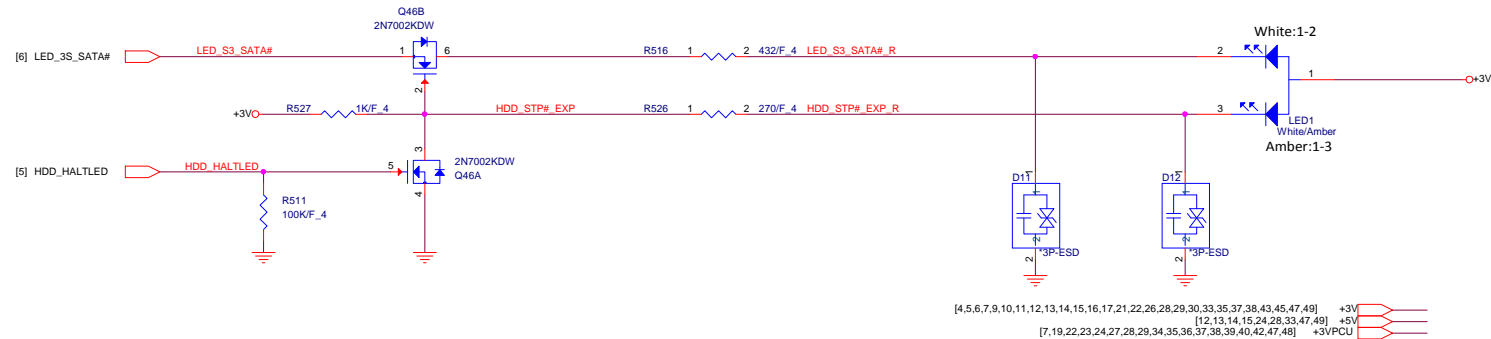 Q46B
2N7002KDW
White:1-2
[6] LED_3S_SATA# LED_S3_SATA# 1 6 R516 1 2 432/F_4 LED_S3_SATA#_R 2
2
1 +3V
+3V R527 1K/F_4 HDD_STP#_EXP R526 1 2 270/F_4 HDD_STP#_EXP_R 3
LED1
White/Amber
Amber:1-3
3
[5] HDD_HALTLED HDD_HALTLED 5 2N7002KDW
Q46A
4
R511
100K/F_4
D11 1 D12 1
1 1
2 2
*3P-ESD *3P-ESD
2 2
[4,5,6,7,9,10,11,12,13,14,15,16,17,21,22,26,28,29,30,33,35,37,38,43,45,47,49] +3V
[12,13,14,15,24,28,33,47,49] +5V
[7,19,22,23,24,27,28,29,34,35,36,37,38,39,40,42,47,48] +3VPCU